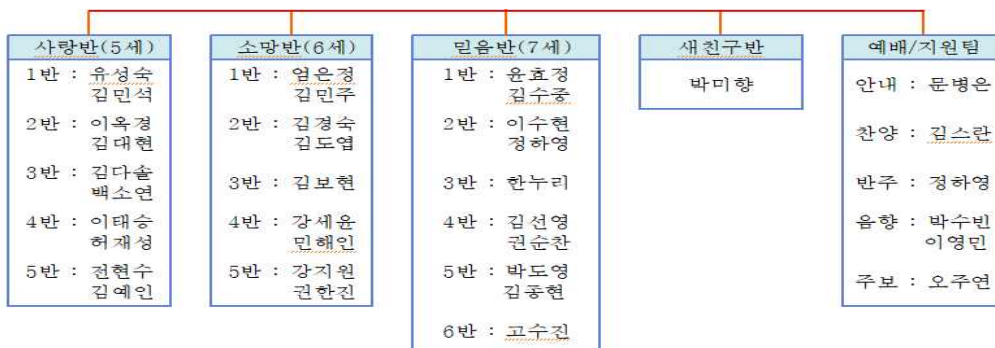 사랑반(5세)
1반 : 유성숙
김민석
2반 : 이옥경
김대현
3반 : 김다솔
백소연
4반 : 이태승
허재성
5반 : 전현수
김예인
소망반(6세)
1반 : 엄은정
김민주
2반 : 김경숙
김도엽
3반 : 김보현
4반 : 강세윤
민해인
5반 : 강지원
권한진
믿음반(7세)
1반 : 윤효정
김수중
2반 : 이수현
정하영
3반 : 한누리
4반 : 김선영
권순찬
5반 : 박도영
김종현
6반 : 고수진
새친구반
박미향
예배/지원팀
안내 : 문병은
찬양 : 김스란
반주 : 정하영
음향 : 박수빈
이영민
주보 : 오주연